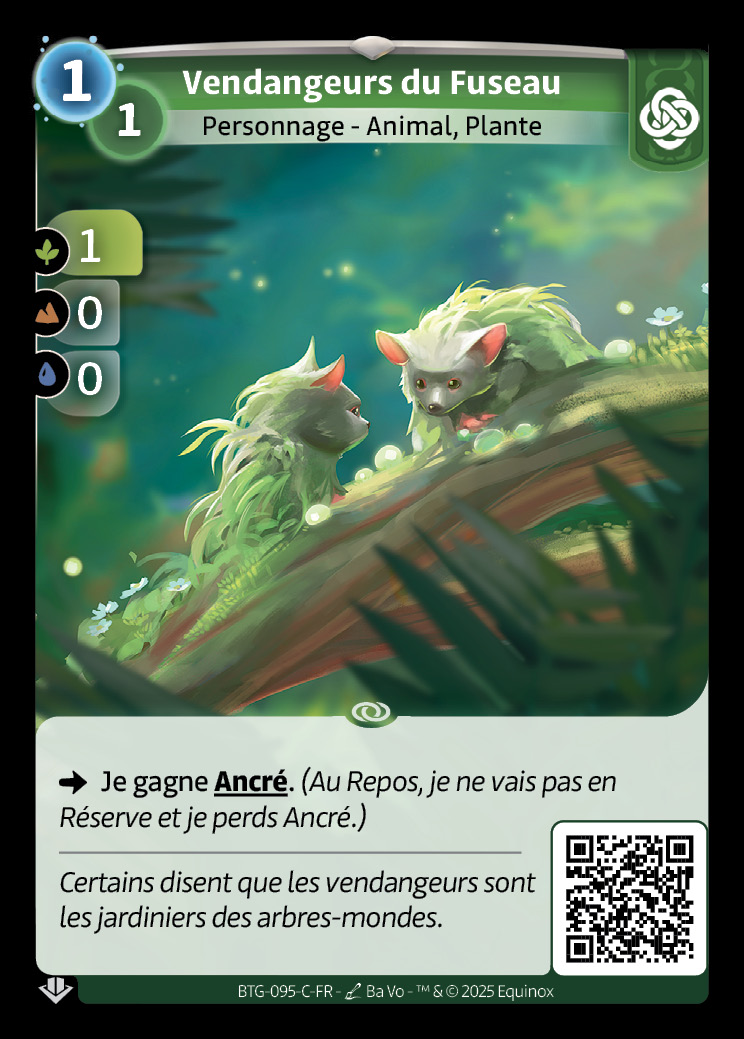 1
Vendangeurs du Fuseau
1
Personnage - Animal, Plante
1
0
0
Je gagne Ancré. (Au Repos, je ne vais pas en
Réserve et je perds Ancré.)
Certains disent que les vendangeurs sont
les jardiniers des arbres-mondes.
BTG-095-C-FR - Ba Vo - ™ & © 2025 Equinox